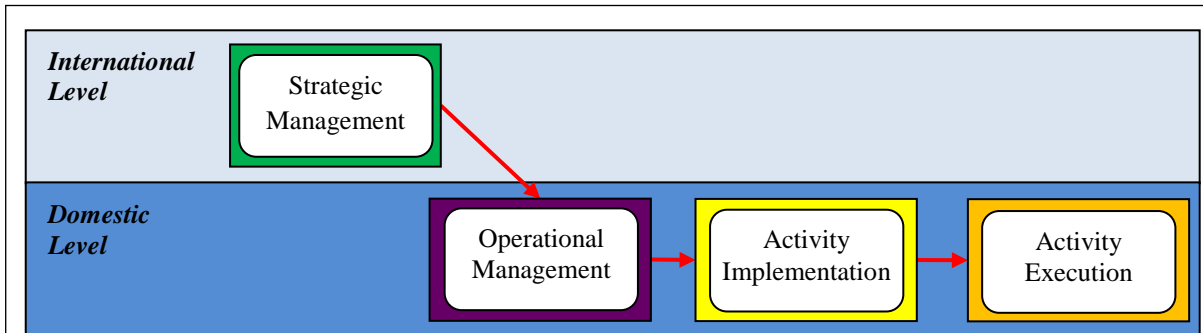 International
Level
Strategic
Management
Domestic
Level
Operational
Management
Activity
Implementation
Activity
Execution